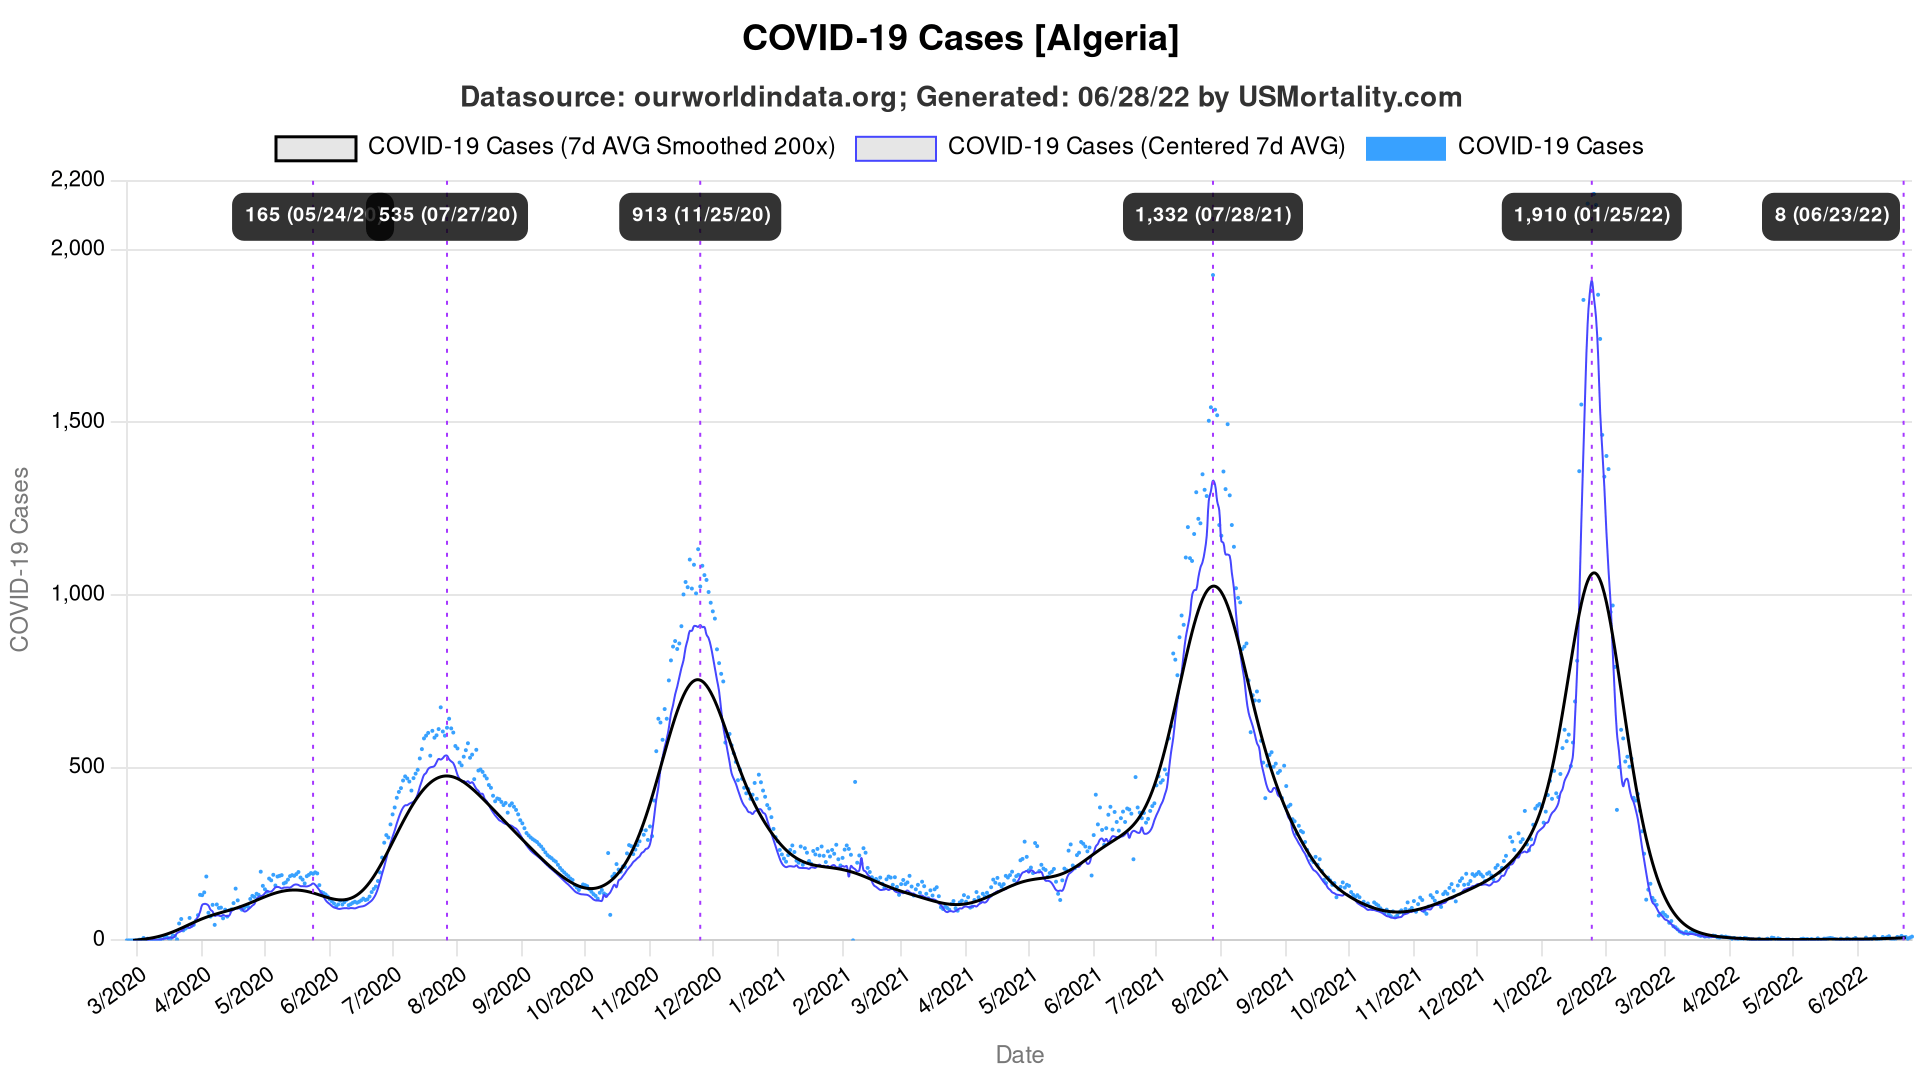 COVID-19 Cases [Algeria]
Datasource: ourworldindata.org; Generated: 06/28/22 by USMortality.com
COVID-19 Cases (7d AVG Smoothed 200x) COVID-19 Cases (Centered 7d AVG) COVID-19 Cases
165 (05/24/20 535 (07/27/20) 913 (11/25/20) 1,332 (07/28/21) 1,910 (01/25/22) 8 (06/23/22)
2,200
2,000
1,500
1,000
500
0
COVID-19 Cases
3/2020 4/2020 5/2020 6/2020 7/2020 8/2020 9/2020 10/2020 11/2020 12/2020 1/2021 2/2021 3/2021 4/2021 5/2021 6/2021 7/2021 8/2021 9/2021 10/2021 11/2021 12/2021 1/2022 2/2022 3/2022 4/2022 5/2022 6/2022
Date